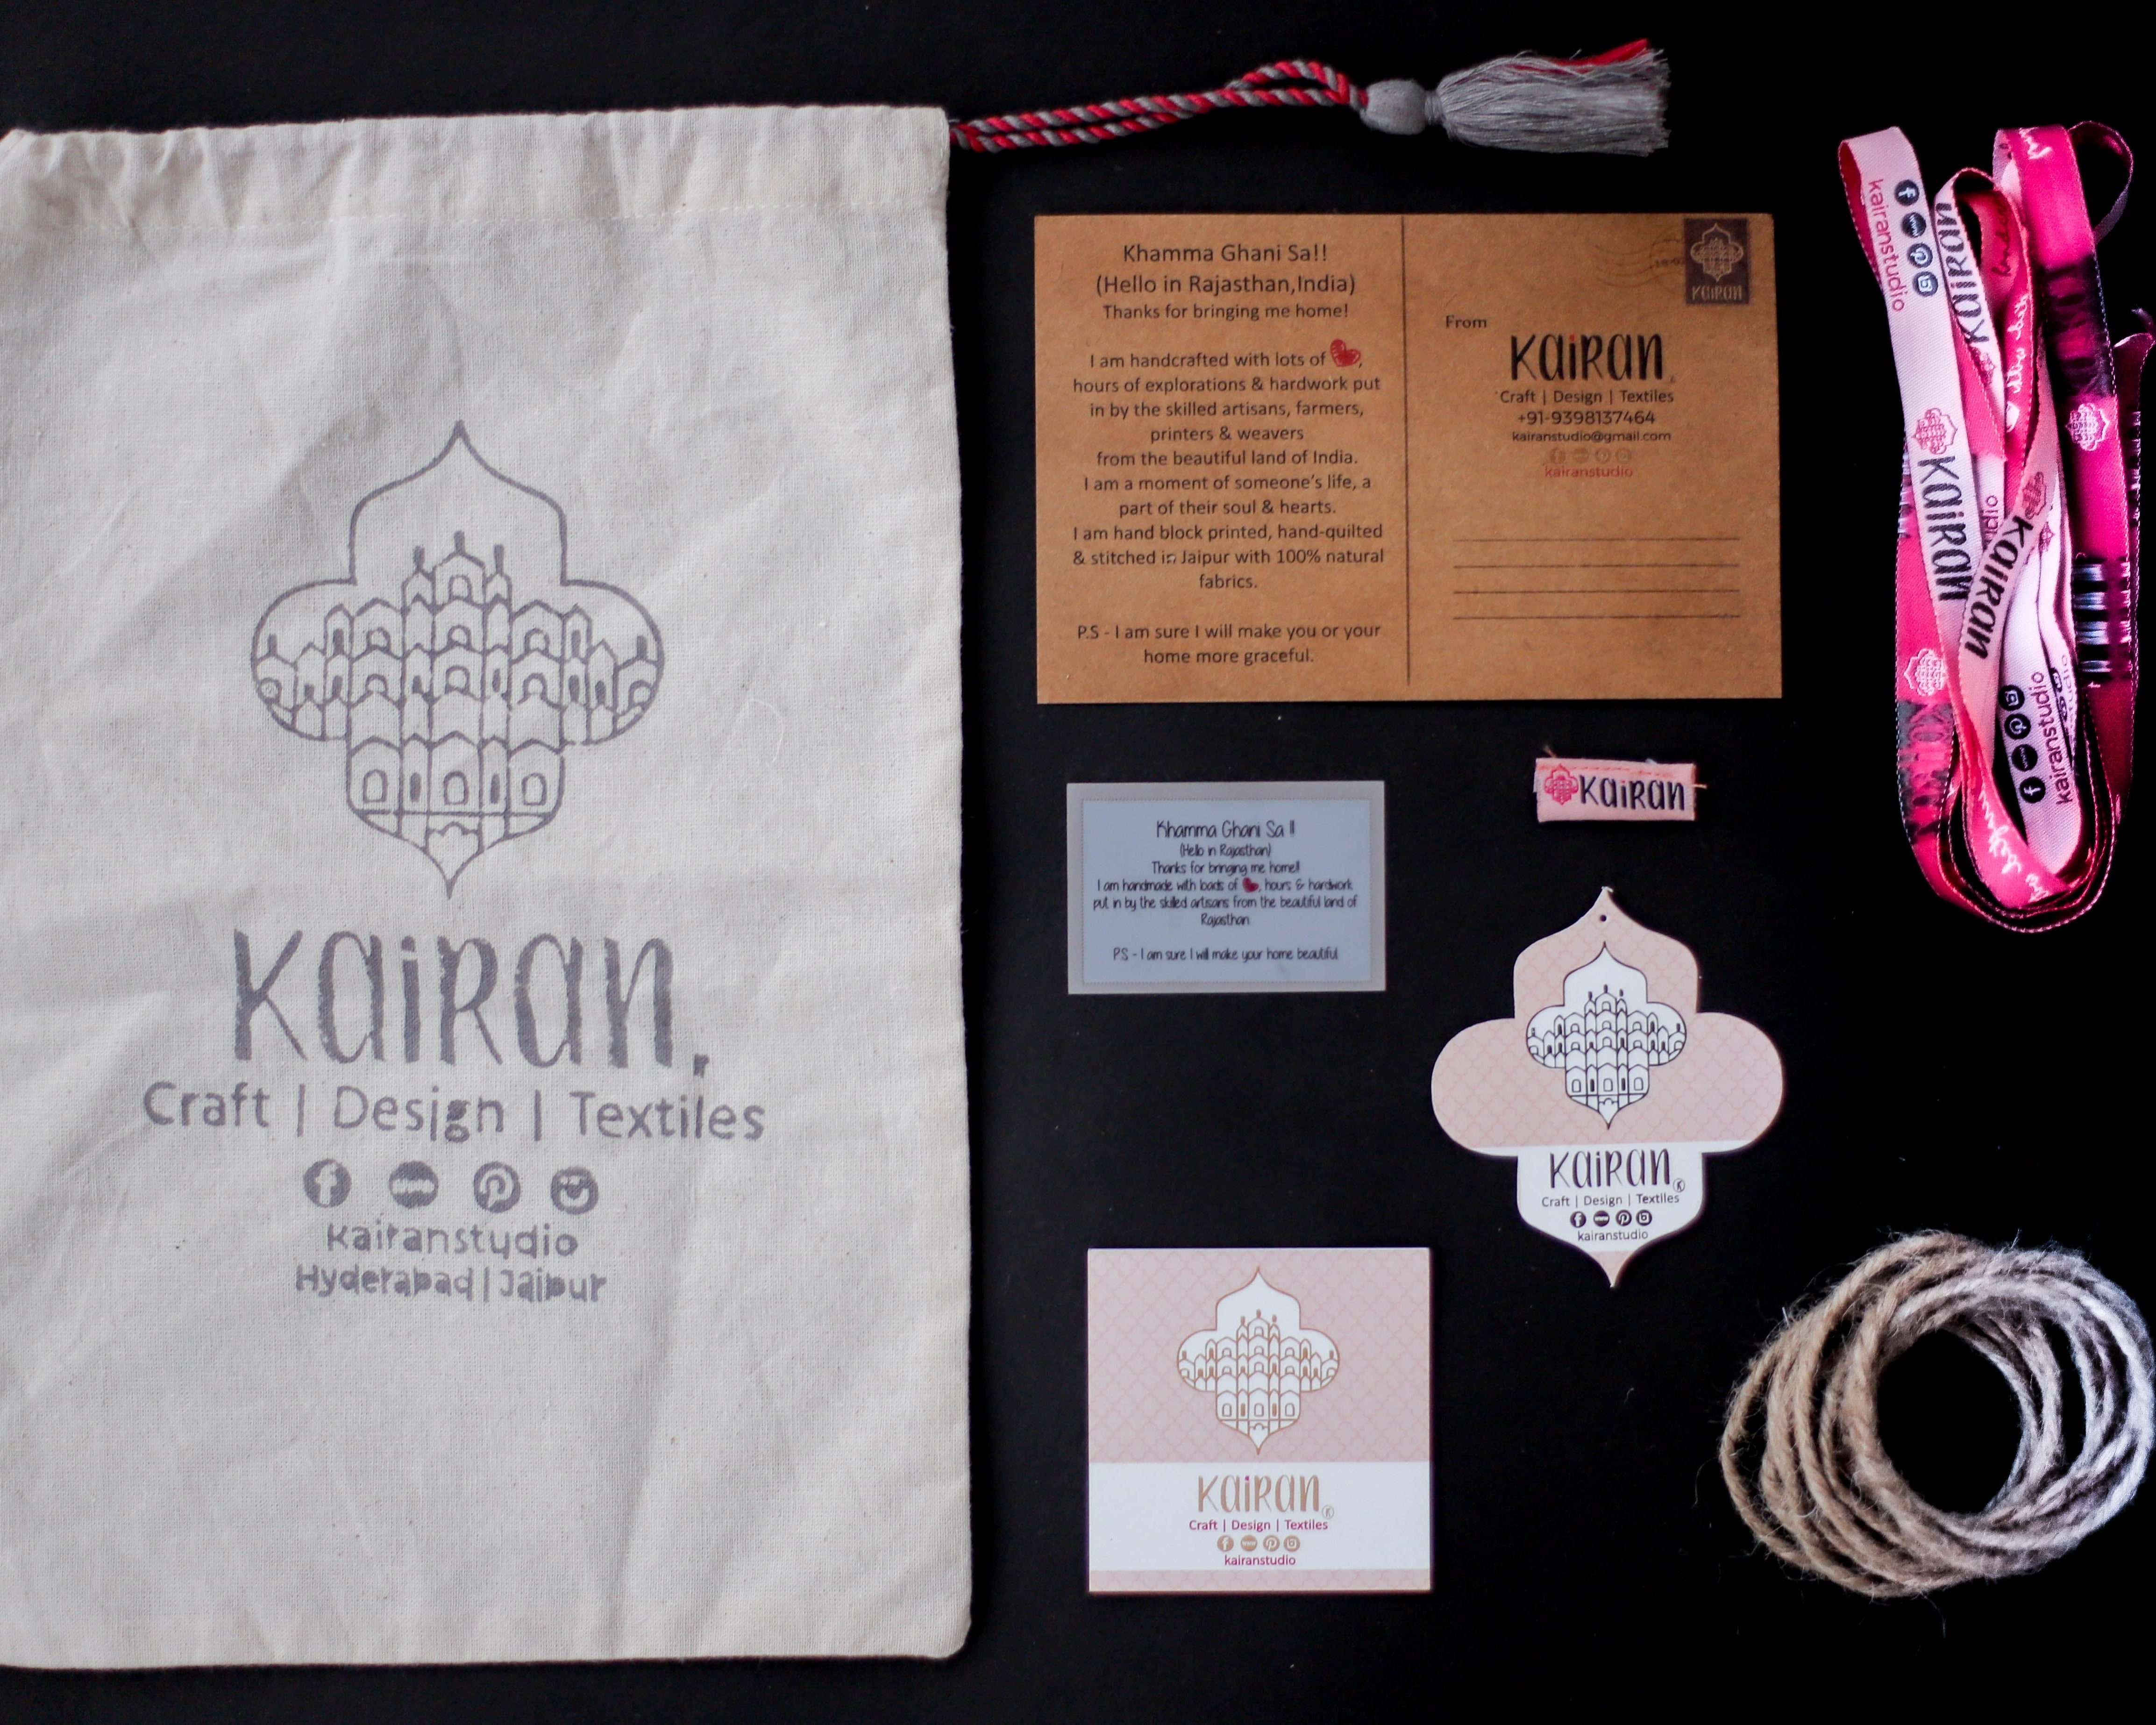 KAIRAN.
Craft | Design | Textiles
f www P
Kairanstudio
Hyderabad | Jaipur
Khamma Ghani Sa!!
(Hello in Rajasthan,India)
Thanks for bringing me home!
I am handcrafted with lots of ,
hours of explorations & hardwork put
in by the skilled artisans, farmers,
printers & weavers
from the beautiful land of India.
I am a moment of someone's life, a
part of their soul & hearts.
I am hand block printed, hand-quilted
& stitched in Jaipur with 100% natural
fabrics.
P.S - I am sure I will make you or your
home more graceful.
KAIRAN
From
KAIRAN
Craft | Design | Textiles
+91-9398137464
kairanstudio@gmail.com
kairanstudio
Khamma Ghani Sa !!
(Hello in Rajasthan)
Thanks for bringing me home!!
I am handmade with loads of , hours & hardwork
put in by the skilled artisans from the beautiful land of
Rajasthan
PS - I am sure I will make your home beautiful
KAIRAN
KAIRAN
Craft | Design | Textiles
kairanstudio
KAIRAN
Craft | Design | Textiles
kairanstudio
kairanstudio
KAIRAN
KAIRAN
KAIRAN
kairanstudio